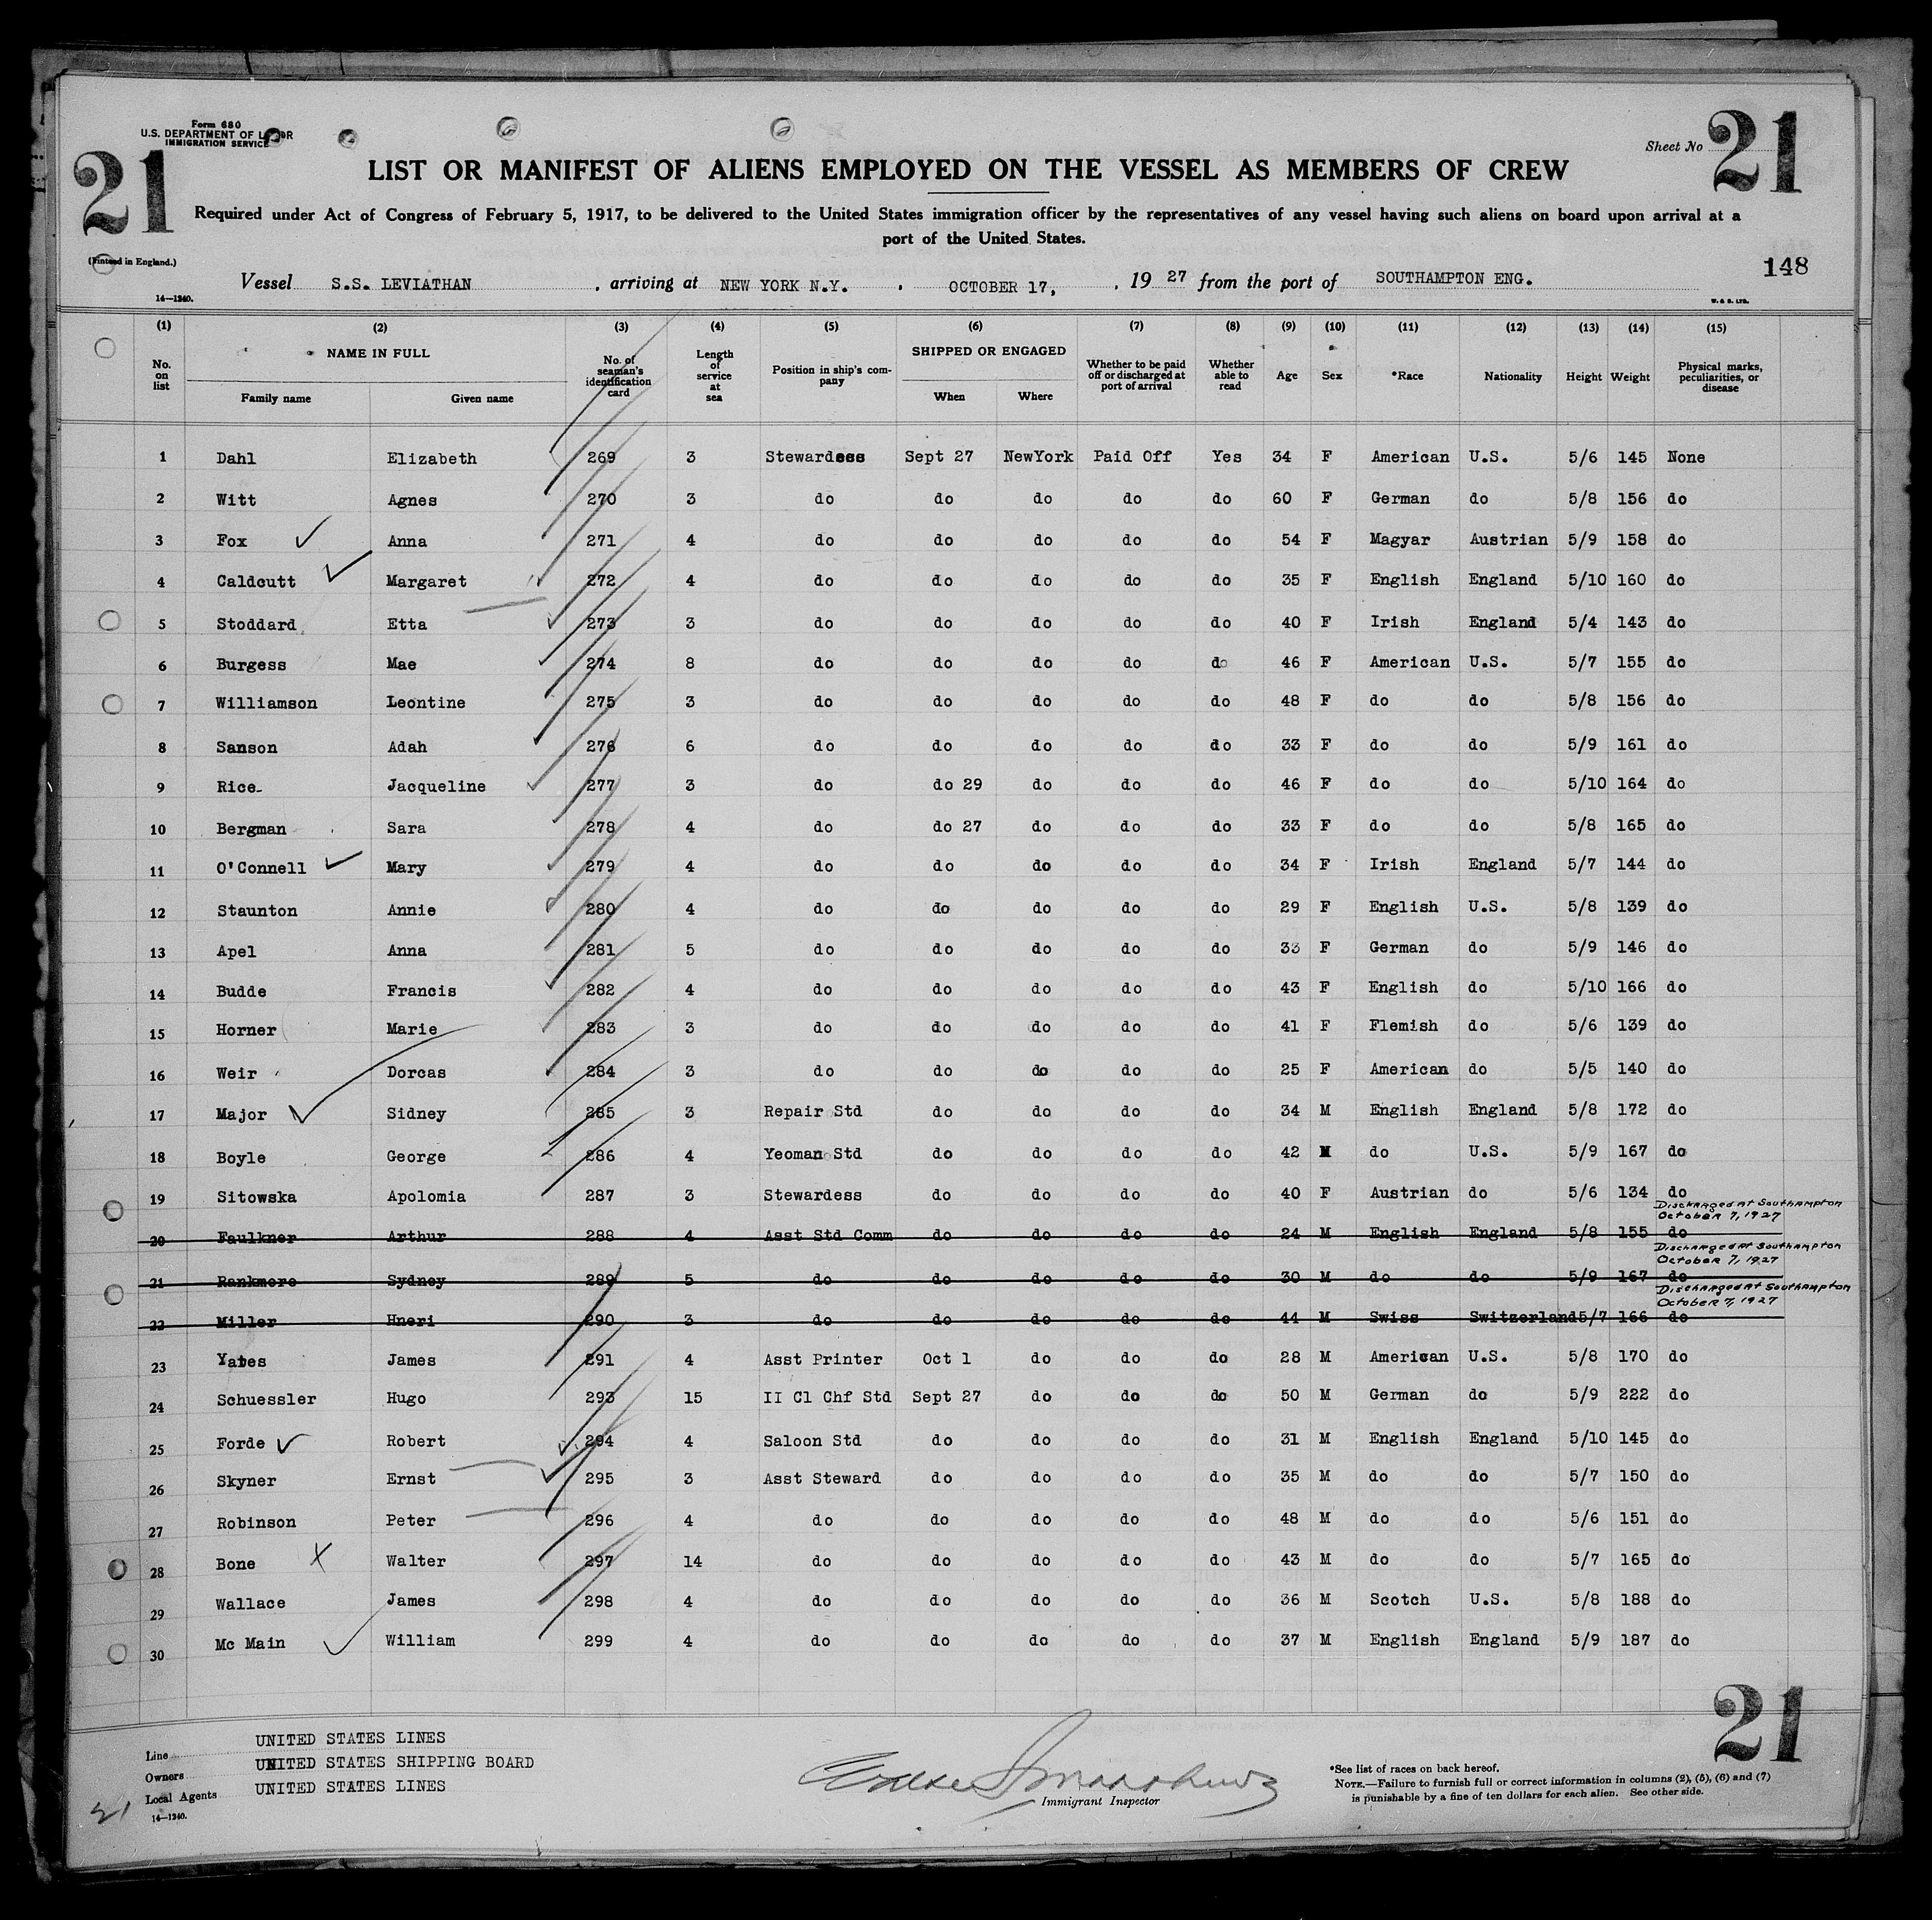 Form 680
U.S. DEPARTMENT OF LABOR
IMMIGRATION SERVICE
21
Sheet No 21
LIST OR MANIFEST OF ALIENS EMPLOYED ON THE VESSEL AS MEMBERS OF CREW
Required under Act of Congress of February 5, 1917, to be delivered to the United States immigration officer by the representatives of any vessel having such aliens on board upon arrival at a
port of the United States.
(Printed in England.)
148
Vessel S.S. LEVIATHAN , arriving at NEW YORK N.Y. , OCTOBER 17, , 19 27 from the port of SOUTHAMPTON ENG.
14—1240.
W. & S. LTD.
(1) (2) (3) (4) (5) (6) (7) (8) (9) (10) (11) (12) (13) (14) (15)
No. on list NAME IN FULL Family name Given name No. of seaman's identification card Length of service at sea Position in ship's company SHIPPED OR ENGAGED When Where Whether to be paid off or discharged at port of arrival Whether able to read Age Sex *Race Nationality Height Weight Physical marks, peculiarities, or disease
1 Dahl Elizabeth 269 3 Stewardess Sept 27 NewYork Paid Off Yes 34 F American U.S. 5/6 145 None
2 Witt Agnes 270 3 do do do do do 60 F German do 5/8 156 do
3 Fox Anna 271 4 do do do do do 54 F Magyar Austrian 5/9 158 do
4 Caldcutt Margaret 272 4 do do do do do 35 F English England 5/10 160 do
5 Stoddard Etta 273 3 do do do do do 40 F Irish England 5/4 143 do
6 Burgess Mae 274 8 do do do do do 46 F American U.S. 5/7 155 do
7 Williamson Leontine 275 3 do do do do do 48 F do do 5/8 156 do
8 Sanson Adah 276 6 do do do do do 33 F do do 5/9 161 do
9 Rice Jacqueline 277 3 do do 29 do do do 46 F do do 5/10 164 do
10 Bergman Sara 278 4 do do 27 do do do 33 F do do 5/8 165 do
11 O'Connell Mary 279 4 do do do do do 34 F Irish England 5/7 144 do
12 Staunton Annie 280 4 do do do do do 29 F English U.S. 5/8 139 do
13 Apel Anna 281 5 do do do do do 33 F German do 5/9 146 do
14 Budde Francis 282 4 do do do do do 43 F English do 5/10 166 do
15 Horner Marie 283 3 do do do do do 41 F Flemish do 5/6 139 do
16 Weir Dorcas 284 3 do do do do do 25 F American do 5/5 140 do
17 Major Sidney 285 3 Repair Std do do do do 34 M English England 5/8 172 do
18 Boyle George 286 4 Yeoman Std do do do do 42 M do U.S. 5/9 167 do
19 Sitowska Apolomia 287 3 Stewardess do do do do 40 F Austrian do 5/6 134 do
Discharged at Southampton
October 7, 1927
20 Faulkner Arthur 288 4 Asst Std Comm do do do do 24 M English England 5/8 155 do
Discharged at Southampton
October 7, 1927
21 Rankmore Sydney 289 5 do do do do do 30 M do do 5/9 167 do
Discharged at Southampton
October 7, 1927
22 Miller Hneri 290 3 do do do do do 44 M Swiss Switzerland 5/7 166 do
23 Yates James 291 4 Asst Printer Oct 1 do do do 28 M American U.S. 5/8 170 do
24 Schuessler Hugo 293 15 II Cl Chf Std Sept 27 do do do 50 M German do 5/9 222 do
25 Forde Robert 294 4 Saloon Std do do do do 31 M English England 5/10 145 do
26 Skyner Ernst 295 3 Asst Steward do do do do 35 M do do 5/7 150 do
27 Robinson Peter 296 4 do do do do do 48 M do do 5/6 151 do
28 Bone X Walter 297 14 do do do do do 43 M do do 5/7 165 do
29 Wallace James 298 4 do do do do do 36 M Scotch U.S. 5/8 188 do
30 Mc Main William 299 4 do do do do do 37 M English England 5/9 187 do
21
Line UNITED STATES LINES
Owners UNITED STATES SHIPPING BOARD
Local Agents UNITED STATES LINES
14—1240.
21
Immigrant Inspector
*See list of races on back hereof.
NOTE.—Failure to furnish full or correct information in columns (2), (5), (6) and (7)
is punishable by a fine of ten dollars for each alien. See other side.